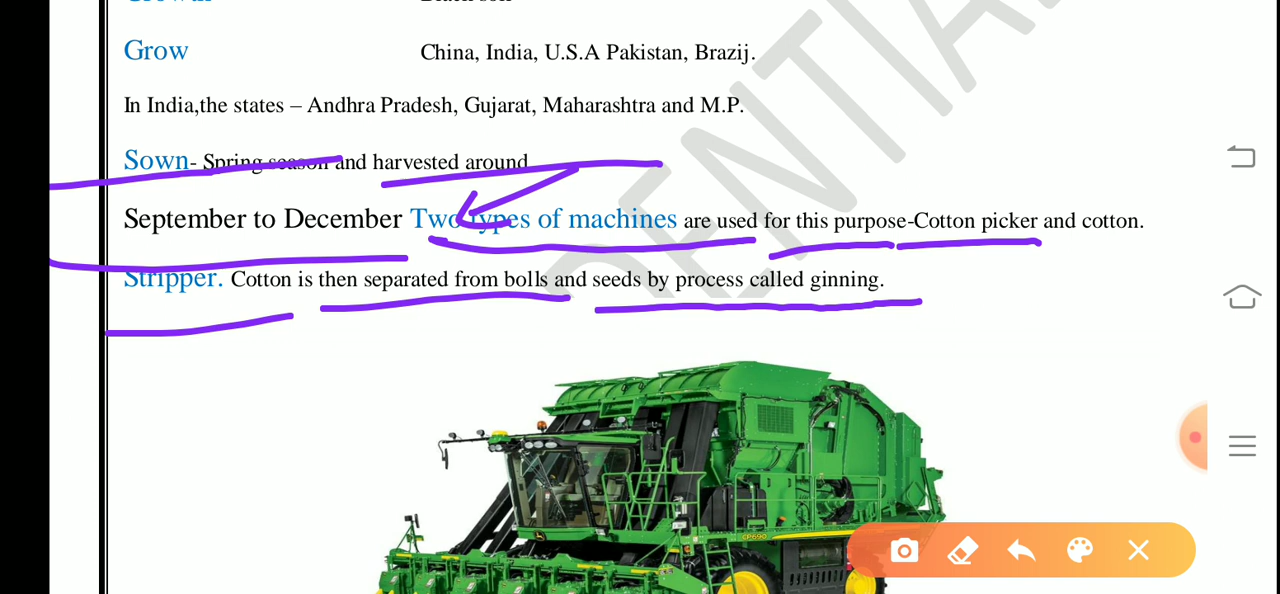 Grow China, India, U.S.A Pakistan, Brazij.
In India,the states – Andhra Pradesh, Gujarat, Maharashtra and M.P.
Sown- Spring season and harvested around
September to December Two types of machines are used for this purpose-Cotton picker and cotton.
Stripper. Cotton is then separated from bolls and seeds by process called ginning.
CP690